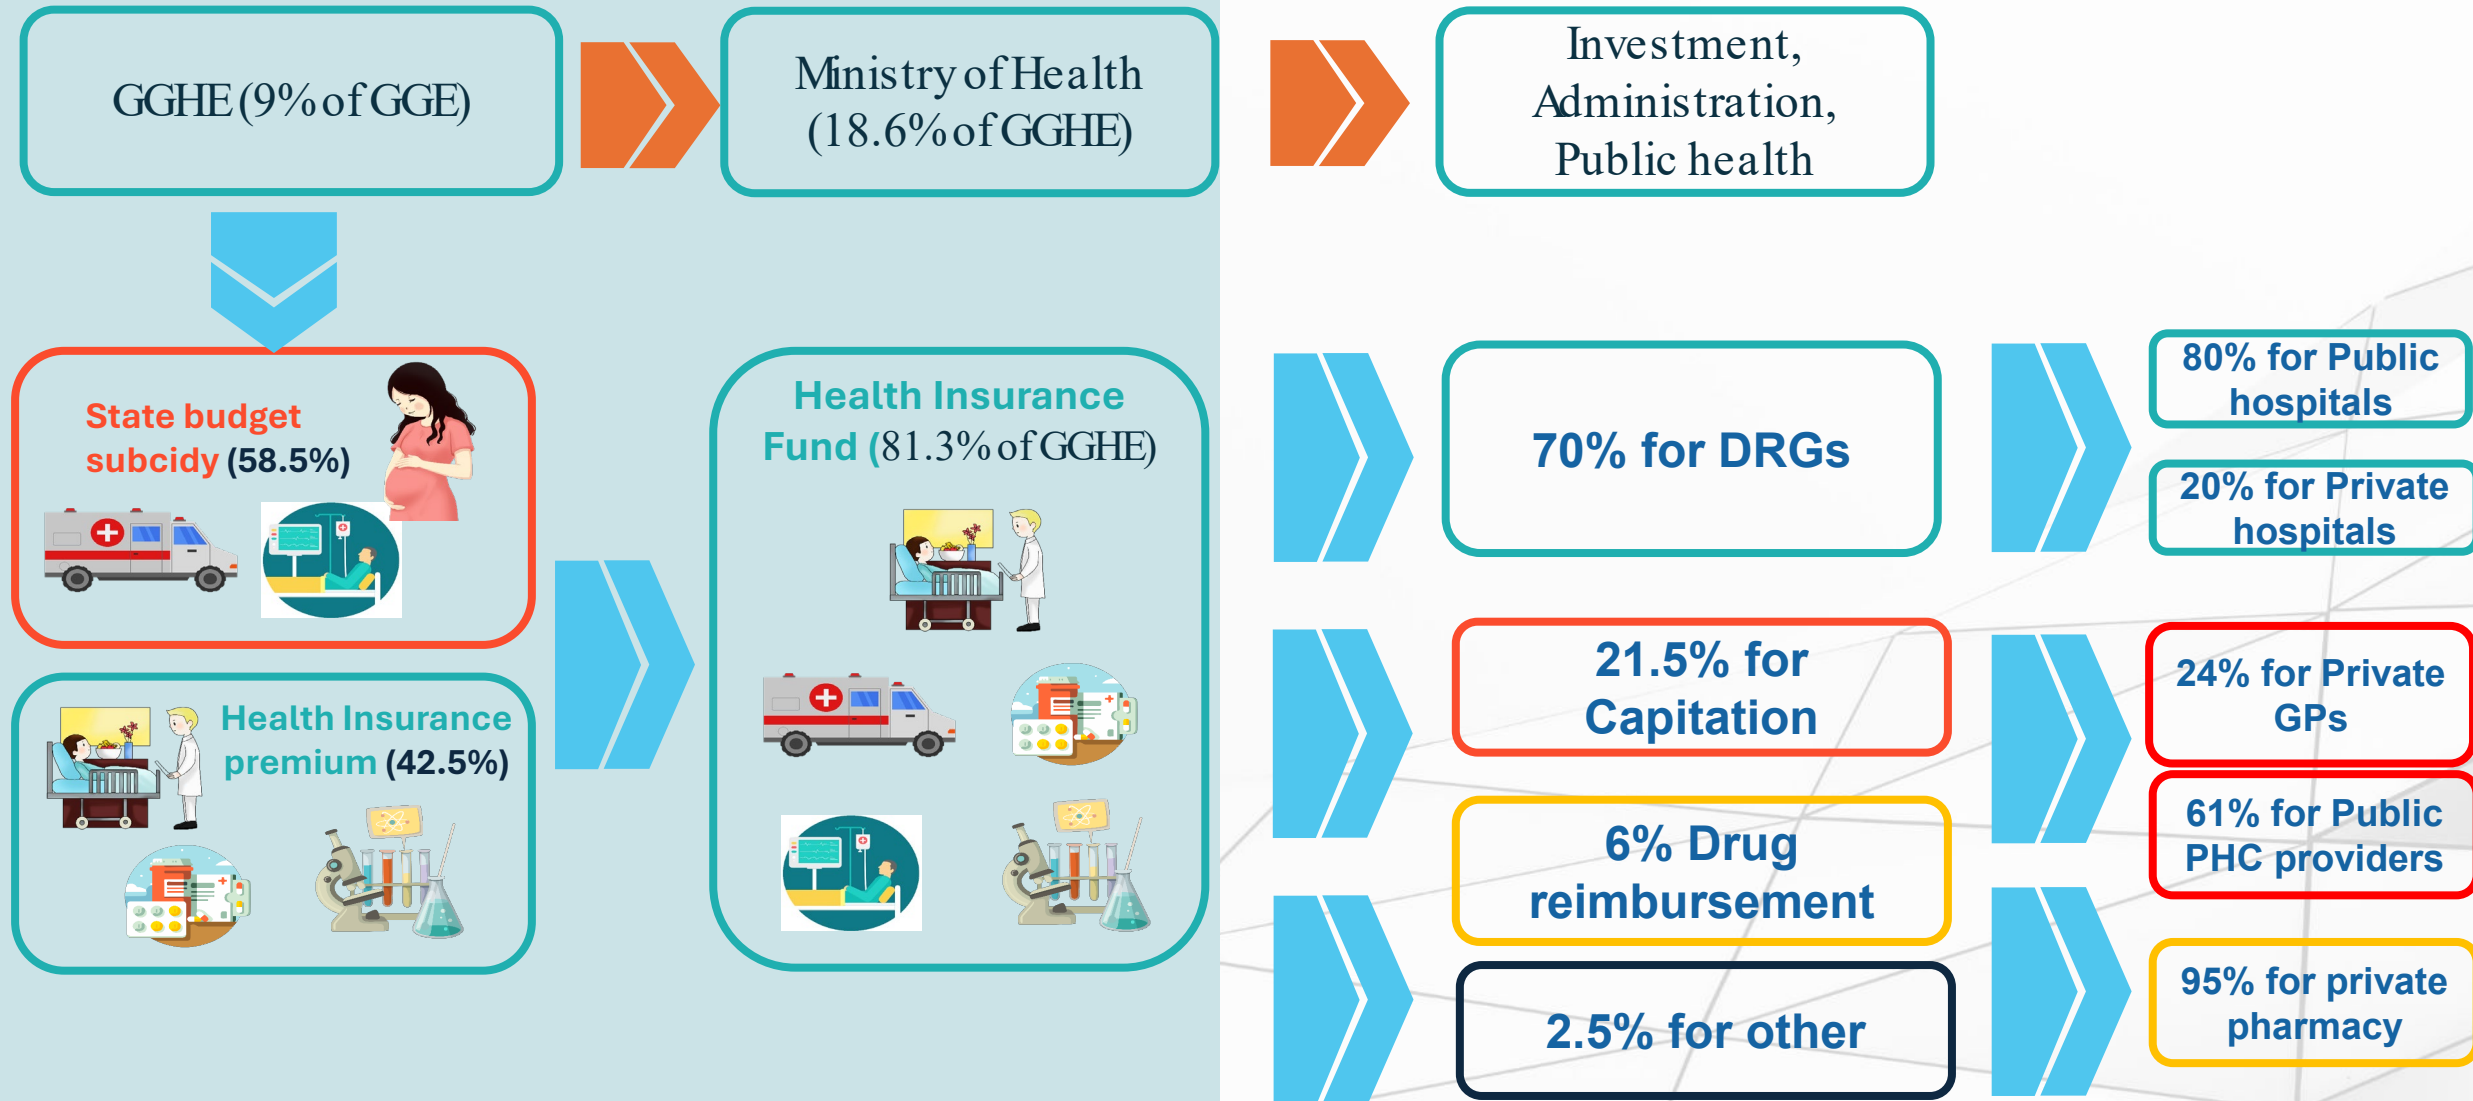 GGHE (9% of GGE)
Ministry of Health
(18.6% of GGHE)
Investment,
Administration,
Public health
State budget
subcidy (58.5%)
Health Insurance
premium (42.5%)
Health Insurance
Fund (81.3% of GGHE)
70% for DRGs
80% for Public
hospitals
20% for Private
hospitals
21.5% for
Capitation
24% for Private
GPs
61% for Public
PHC providers
6% Drug
reimbursement
95% for private
pharmacy
2.5% for other